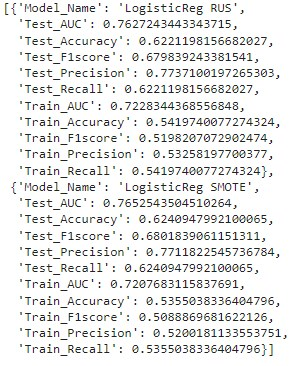 [{'Model_Name': 'LogisticReg RUS',
'Test_AUC': 0.7627243443343715,
'Test_Accuracy': 0.6221198156682027,
'Test_F1score': 0.679839243381541,
'Test_Precision': 0.7737100197265303,
'Test_Recall': 0.6221198156682027,
'Train_AUC': 0.7228344368556848,
'Train_Accuracy': 0.5419740077274324,
'Train_F1score': 0.5198207072902474,
'Train_Precision': 0.53258197700377,
'Train_Recall': 0.5419740077274324},
{'Model_Name': 'LogisticReg SMOTE',
'Test_AUC': 0.7652543504510264,
'Test_Accuracy': 0.6240947992100065,
'Test_F1score': 0.6801839061151311,
'Test_Precision': 0.7711822545736784,
'Test_Recall': 0.6240947992100065,
'Train_AUC': 0.7207683115837691,
'Train_Accuracy': 0.5355038336404796,
'Train_F1score': 0.5088869681622126,
'Train_Precision': 0.5200181133553751,
'Train_Recall': 0.5355038336404796}]